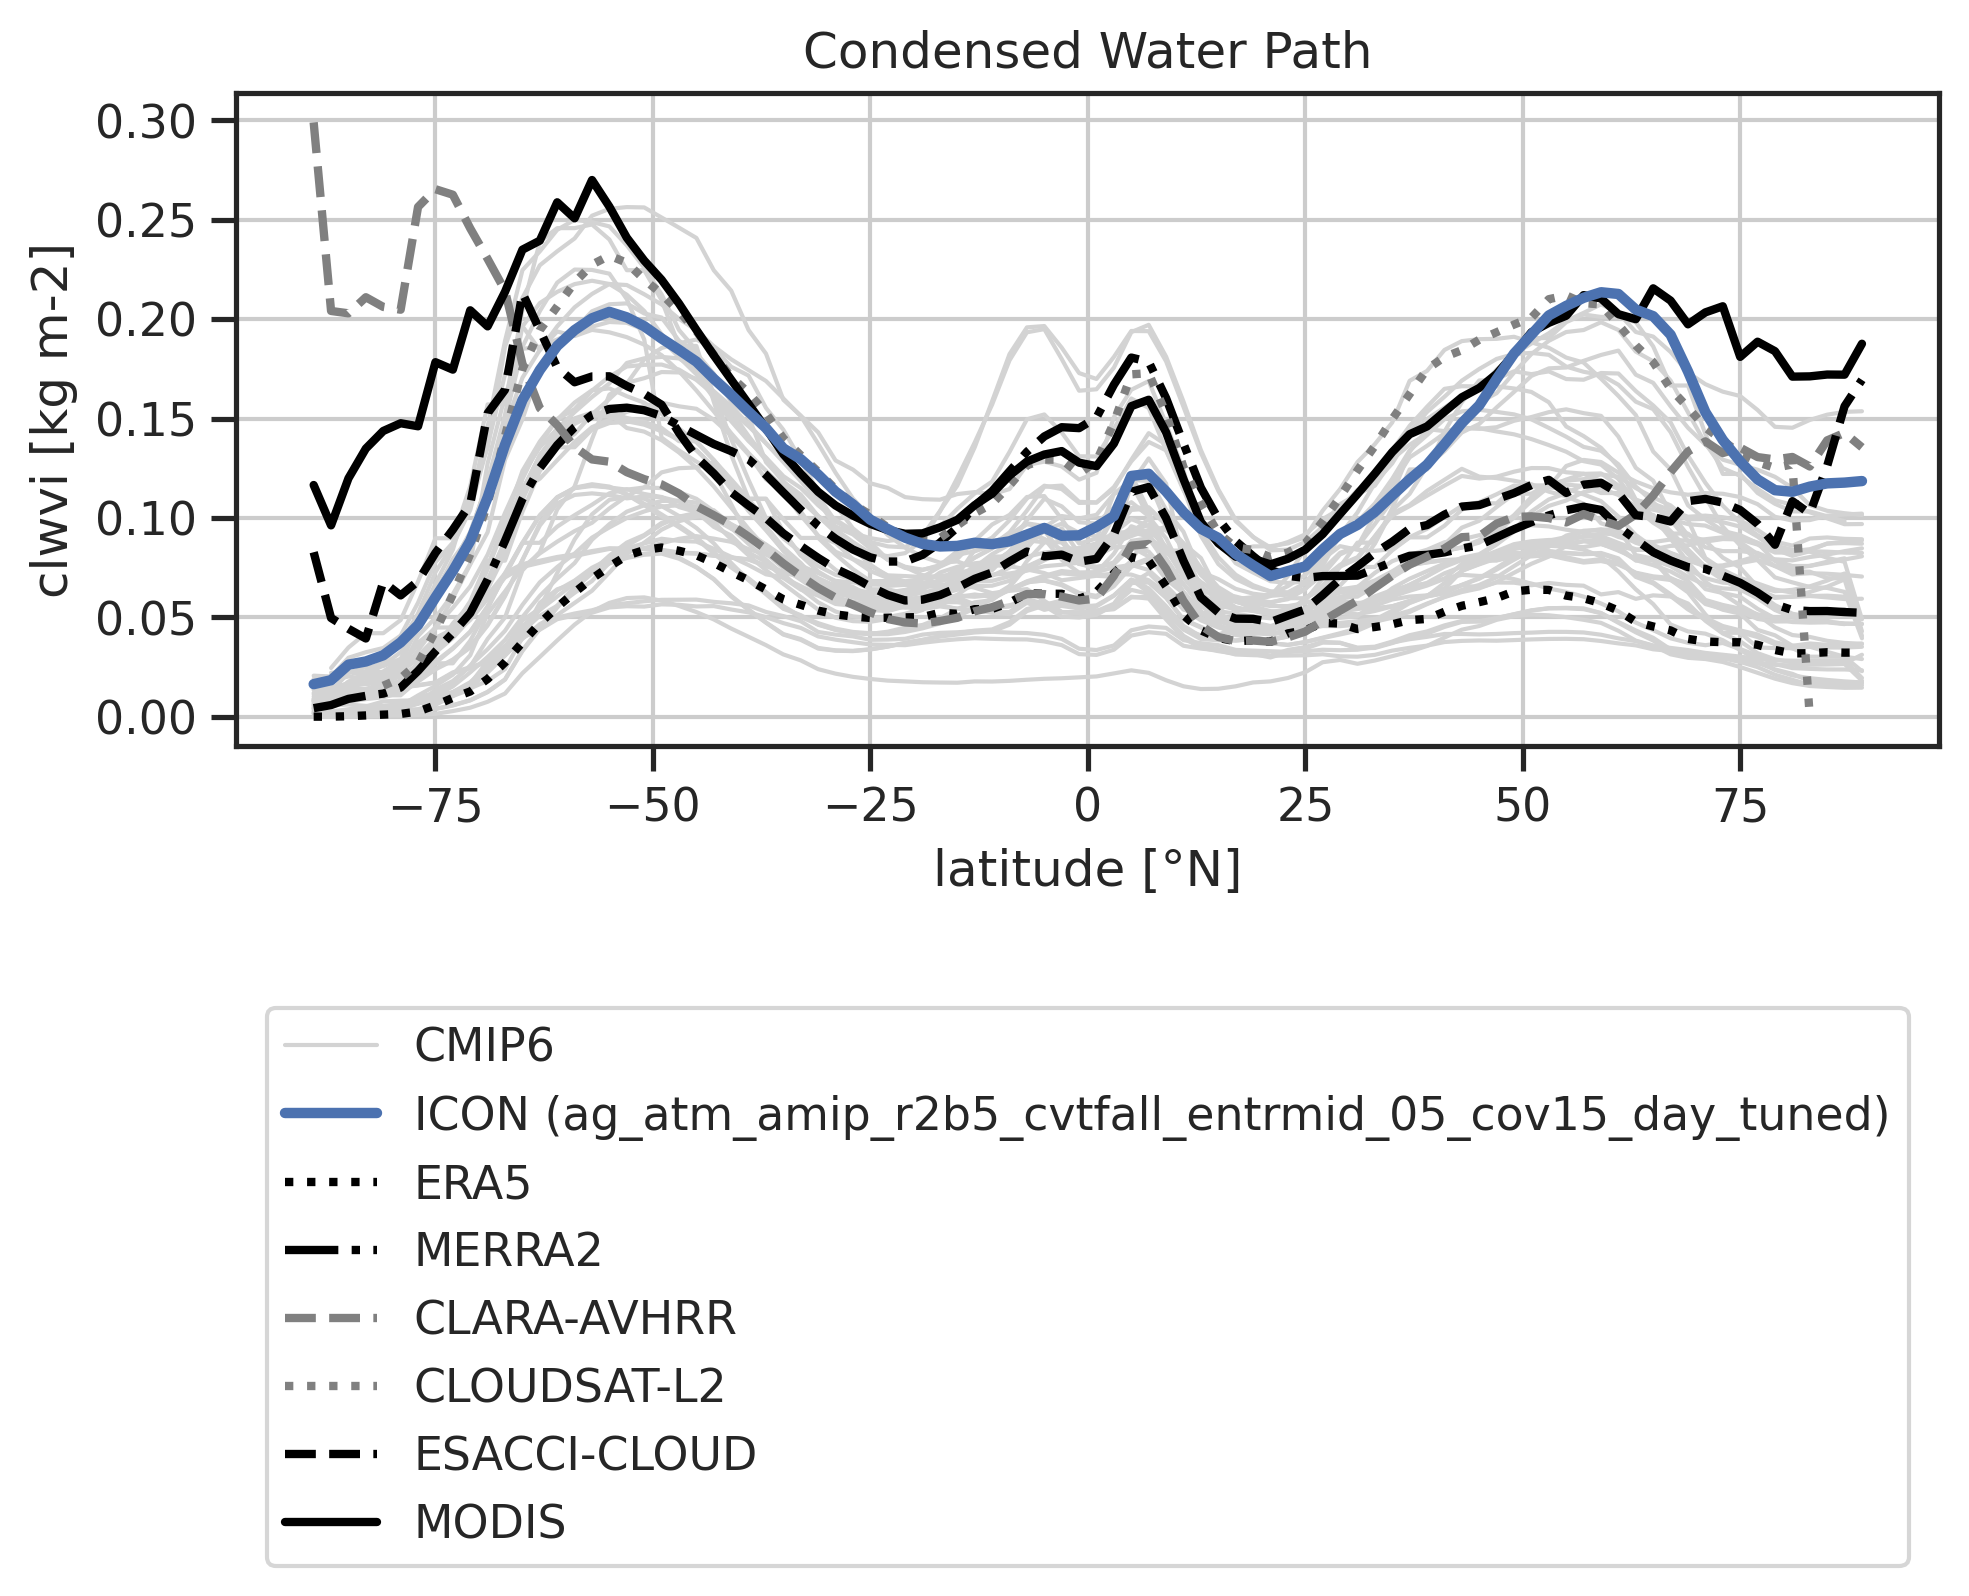 Condensed Water Path
clwvi [kg m-2]
0.30
0.25
0.20
0.15
0.10
0.05
0.00
−75 −50 −25 0 25 50 75
latitude [°N]
CMIP6
ICON (ag_atm_amip_r2b5_cvtfall_entrmid_05_cov15_day_tuned)
ERA5
MERRA2
CLARA-AVHRR
CLOUDSAT-L2
ESACCI-CLOUD
MODIS